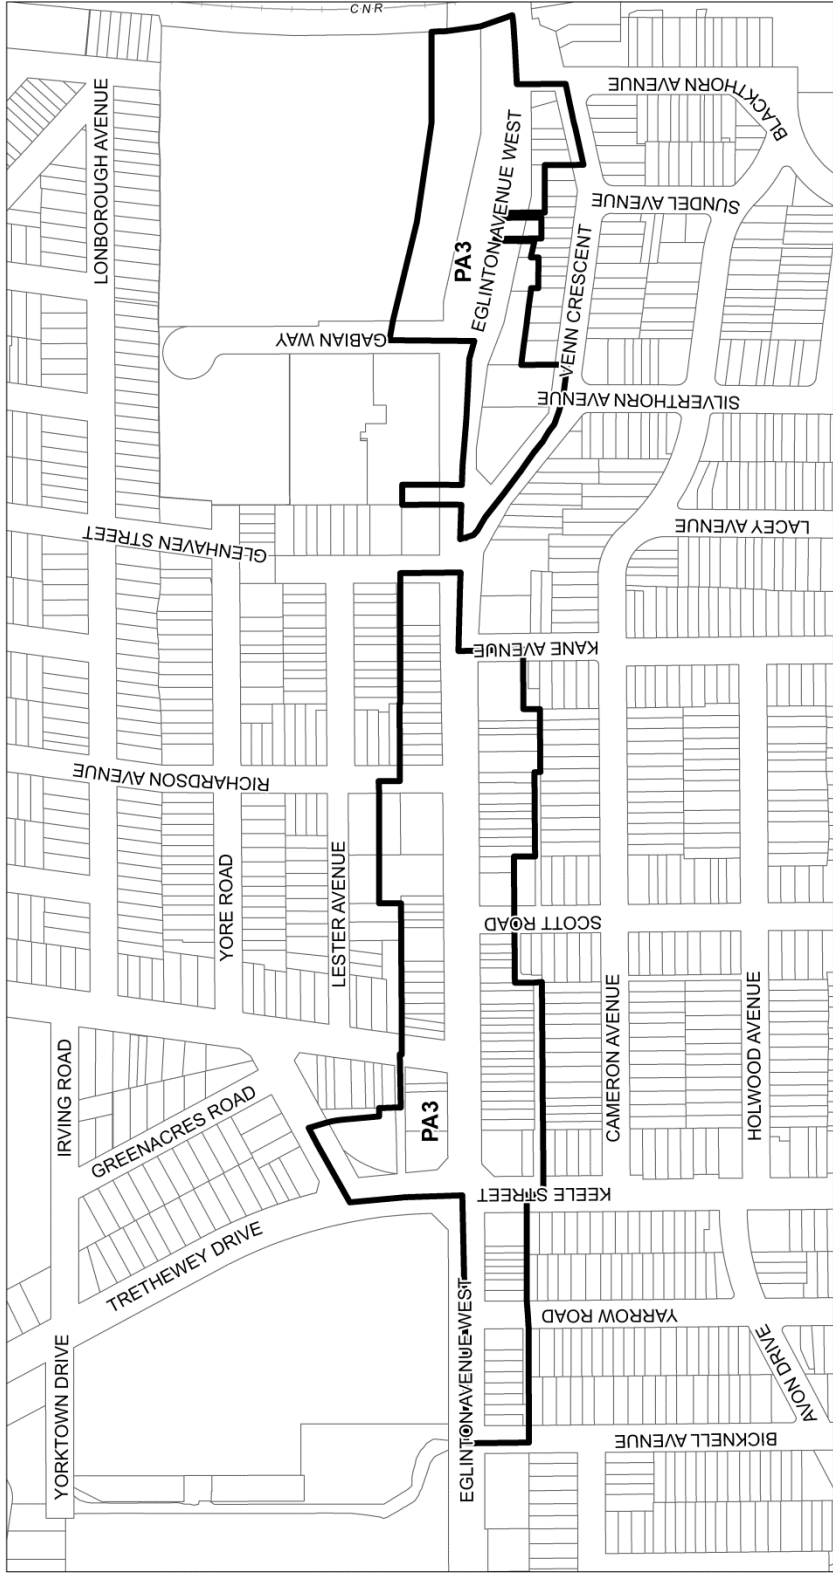 CNR
LONBOROUGH AVENUE
BLACKTHORN AVENUE
EGLINTON AVENUE WEST
SUNDEL AVENUE
PA3
VENN CRESCENT
GABIAN WAY
SILVERTHORN AVENUE
GLENHAVEN STREET
LACEY AVENUE
KANE AVENUE
RICHARDSON AVENUE
YORE ROAD
LESTER AVENUE
SCOTT ROAD
CAMERON AVENUE
HOLWOOD AVENUE
IRVING ROAD
GREENACRES ROAD
PA3
KEELE STREET
TRETHEWEY DRIVE
EGLINTON AVENUE WEST
YARROW ROAD
AVON DRIVE
YORKTOWN DRIVE
BICKNELL AVENUE